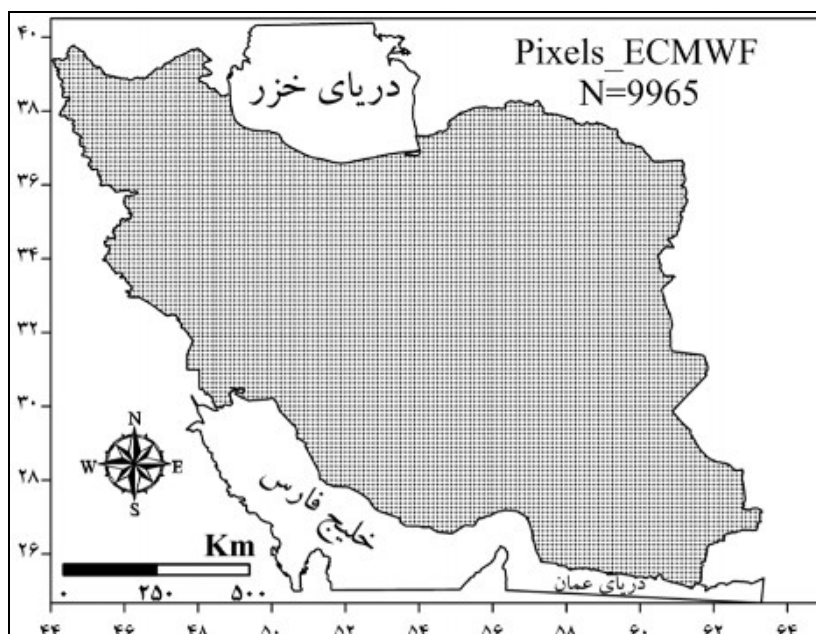 Pixels_ECMWF
N=9965
دریای خزر
۴۰
۳۸
۳۶
۳۴
۳۲
۳۰
۲۸
۲۶
N
W E
S
خلیج فارس
Km
۰ ۲۵۰ ۵۰۰
دریای عمان
۴۴ ۴۶ ۴۸ ۵۰ ۵۲ ۵۴ ۵۶ ۵۸ ۶۰ ۶۲ ۶۴